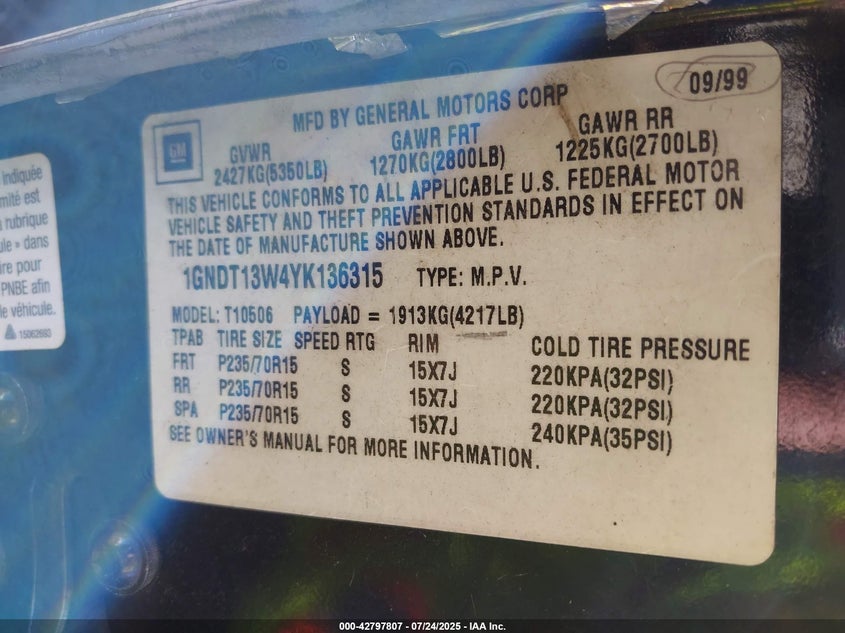 09/99
MFD BY GENERAL MOTORS CORP
GM
GVWR GAWR FRT GAWR RR
2427KG(5350LB) 1270KG(2800LB) 1225KG(2700LB)
THIS VEHICLE CONFORMS TO ALL APPLICABLE U.S. FEDERAL MOTOR
VEHICLE SAFETY AND THEFT PREVENTION STANDARDS IN EFFECT ON
THE DATE OF MANUFACTURE SHOWN ABOVE.
1GNDT13W4YK136315 TYPE: M.P.V.
MODEL: T10506 PAYLOAD = 1913KG(4217LB)
TPAB TIRE SIZE SPEED RTG RIM COLD TIRE PRESSURE
FRT P235/70R15 S 15X7J 220KPA(32PSI)
RR P235/70R15 S 15X7J 220KPA(32PSI)
SPA P235/70R15 S 15X7J 240KPA(35PSI)
SEE OWNER'S MANUAL FOR MORE INFORMATION.
indiquée
mité est
rubrique
ule » dans
ire pour
PNBE afin
le véhicule.
15062693
000-42797807 - 07/24/2025 - IAA Inc.